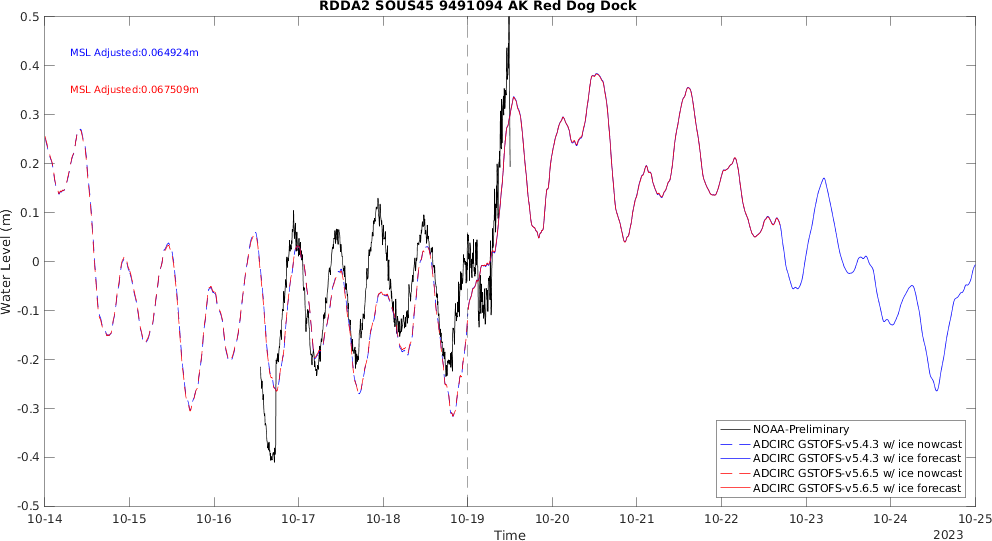 RDDA2 SOUS45 9491094 AK Red Dog Dock
MSL Adjusted:0.064924m
MSL Adjusted:0.067509m
Water Level (m)
0.5
0.4
0.3
0.2
0.1
0
-0.1
-0.2
-0.3
-0.4
-0.5
NOAA-Preliminary
ADCIRC GSTOFS-v5.4.3 w/ ice nowcast
ADCIRC GSTOFS-v5.4.3 w/ ice forecast
ADCIRC GSTOFS-v5.6.5 w/ ice nowcast
ADCIRC GSTOFS-v5.6.5 w/ ice forecast
10-14 10-15 10-16 10-17 10-18 10-19 10-20 10-21 10-22 10-23 10-24 10-25
Time
2023